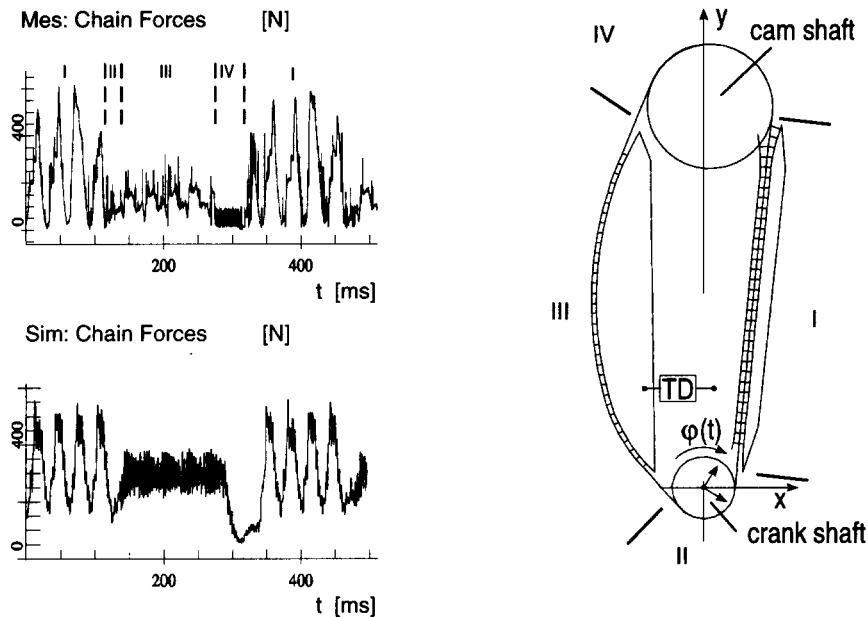 Mes: Chain Forces [N]
I II III IV I
400
0
200 400
t [ms]
Sim: Chain Forces [N]
400
0
200 400
t [ms]
IV y cam shaft
III I
TD
φ(t)
x
crank shaft
II